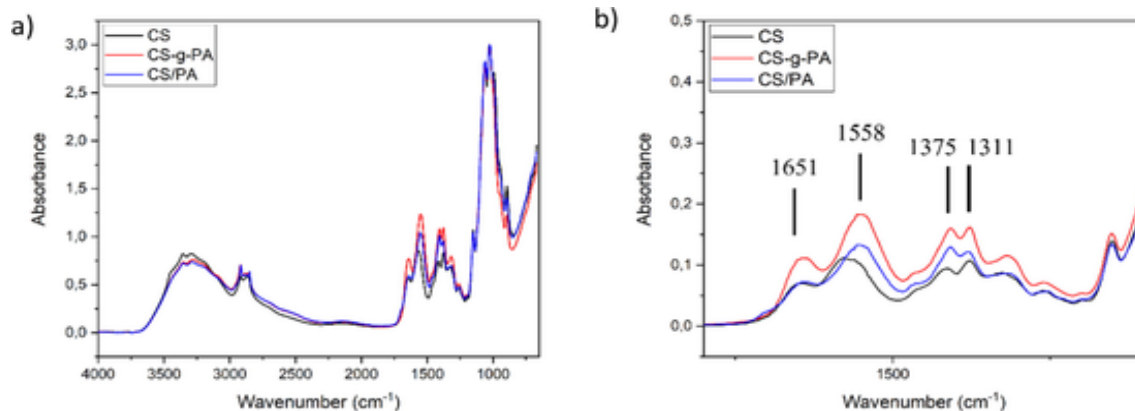 a)
CS
CS-g-PA
CS/PA
3,0
2,5
2,0
1,5
1,0
0,5
0,0
Absorbance
4000 3500 3000 2500 2000 1500 1000
Wavenumber (cm⁻¹)
b)
CS
CS-g-PA
CS/PA
0,5
0,4
0,3
0,2
0,1
0,0
Absorbance
1651
1558
1375
1311
1500
Wavenumber (cm⁻¹)